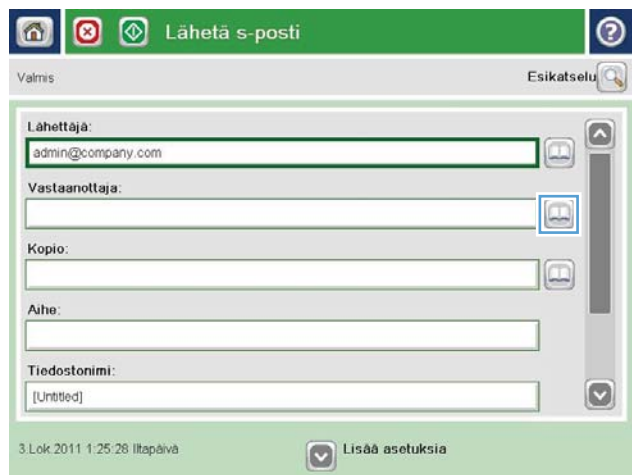 Lähetä s-posti
Valmis
Esikatselu
Lähettäjä:
admin@company.com
Vastaanottaja:
Kopio:
Aihe:
Tiedostonimi:
[Untitled]
3.Lok.2011 1:25:28 Iltapäivä
Lisää asetuksia